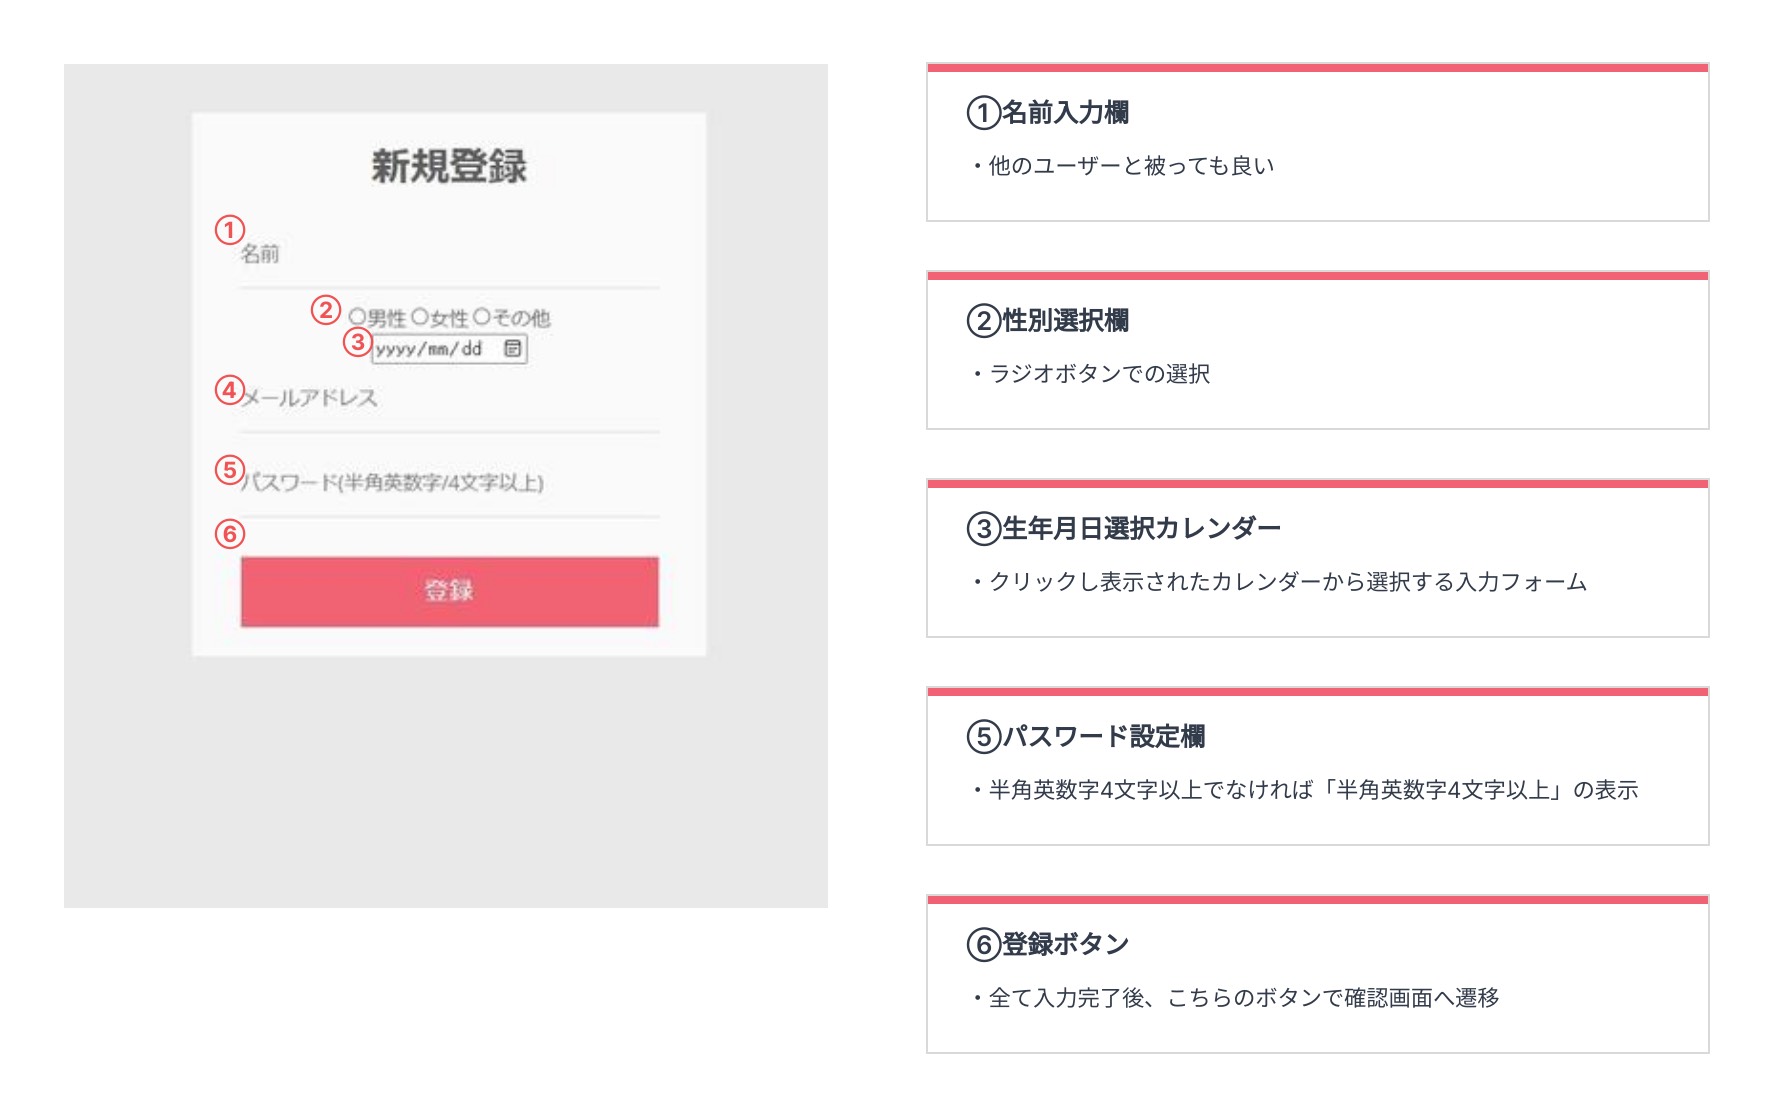 新規登録
①
名前
② ○男性 ○女性 ○その他
③ yyyy/mm/dd
④メールアドレス
⑤パスワード(半角英数字/4文字以上)
⑥
登録
①名前入力欄
・他のユーザーと被っても良い
②性別選択欄
・ラジオボタンでの選択
③生年月日選択カレンダー
・クリックし表示されたカレンダーから選択する入力フォーム
⑤パスワード設定欄
・半角英数字4文字以上でなければ「半角英数字4文字以上」の表示
⑥登録ボタン
・全て入力完了後、こちらのボタンで確認画面へ遷移